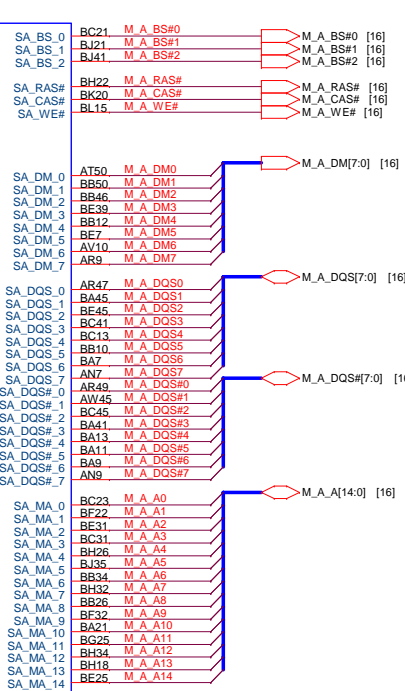 SA_BS_0 BC21 M_A_BS#0 M_A_BS#0 [16]
SA_BS_1 BJ21 M_A_BS#1 M_A_BS#1 [16]
SA_BS_2 BJ41 M_A_BS#2 M_A_BS#2 [16]
SA_RAS# BH22 M_A_RAS# M_A_RAS# [16]
SA_CAS# BK20 M_A_CAS# M_A_CAS# [16]
SA_WE# BL15 M_A_WE# M_A_WE# [16]
SA_DM_0 AT50 M_A_DM0 M_A_DM[7:0] [16]
SA_DM_1 BB50 M_A_DM1
SA_DM_2 BB46 M_A_DM2
SA_DM_3 BE39 M_A_DM3
SA_DM_4 BB12 M_A_DM4
SA_DM_5 BE7 M_A_DM5
SA_DM_6 AV10 M_A_DM6
SA_DM_7 AR9 M_A_DM7
SA_DQS_0 AR47 M_A_DQS0 M_A_DQS[7:0] [16]
SA_DQS_1 BA45 M_A_DQS1
SA_DQS_2 BE45 M_A_DQS2
SA_DQS_3 BC41 M_A_DQS3
SA_DQS_4 BC13 M_A_DQS4
SA_DQS_5 BB10 M_A_DQS5
SA_DQS_6 BA7 M_A_DQS6
SA_DQS_7 AN7 M_A_DQS7
SA_DQS#_0 AR49 M_A_DQS#0 M_A_DQS#[7:0]
SA_DQS#_1 AW45 M_A_DQS#1
SA_DQS#_2 BC45 M_A_DQS#2
SA_DQS#_3 BA41 M_A_DQS#3
SA_DQS#_4 BA13 M_A_DQS#4
SA_DQS#_5 BA11 M_A_DQS#5
SA_DQS#_6 BA9 M_A_DQS#6
SA_DQS#_7 AN9 M_A_DQS#7
SA_MA_0 BC23 M_A_A0 M_A_A[14:0] [16]
SA_MA_1 BF22 M_A_A1
SA_MA_2 BE31 M_A_A2
SA_MA_3 BC31 M_A_A3
SA_MA_4 BH26 M_A_A4
SA_MA_5 BJ35 M_A_A5
SA_MA_6 BB34 M_A_A6
SA_MA_7 BH32 M_A_A7
SA_MA_8 BB26 M_A_A8
SA_MA_9 BF32 M_A_A9
SA_MA_10 BA21 M_A_A10
SA_MA_11 BG25 M_A_A11
SA_MA_12 BH34 M_A_A12
SA_MA_13 BH18 M_A_A13
SA_MA_14 BE25 M_A_A14